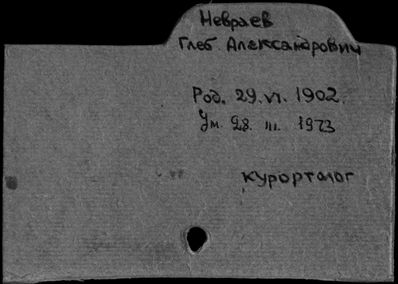 Невраев
Глеб Александрович
Род. 29.VI.1902.
Ум. 28.III.1973
курортолог